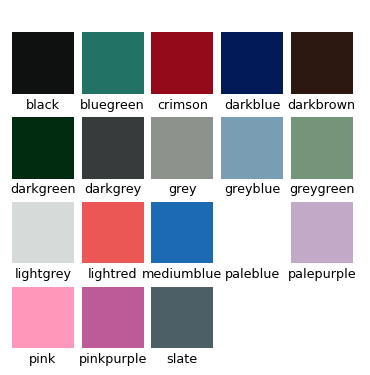 black bluegreen crimson darkblue darkbrown
darkgreen darkgrey grey greyblue greygreen
lightgrey lightred mediumblue paleblue palepurple
pink pinkpurple slate